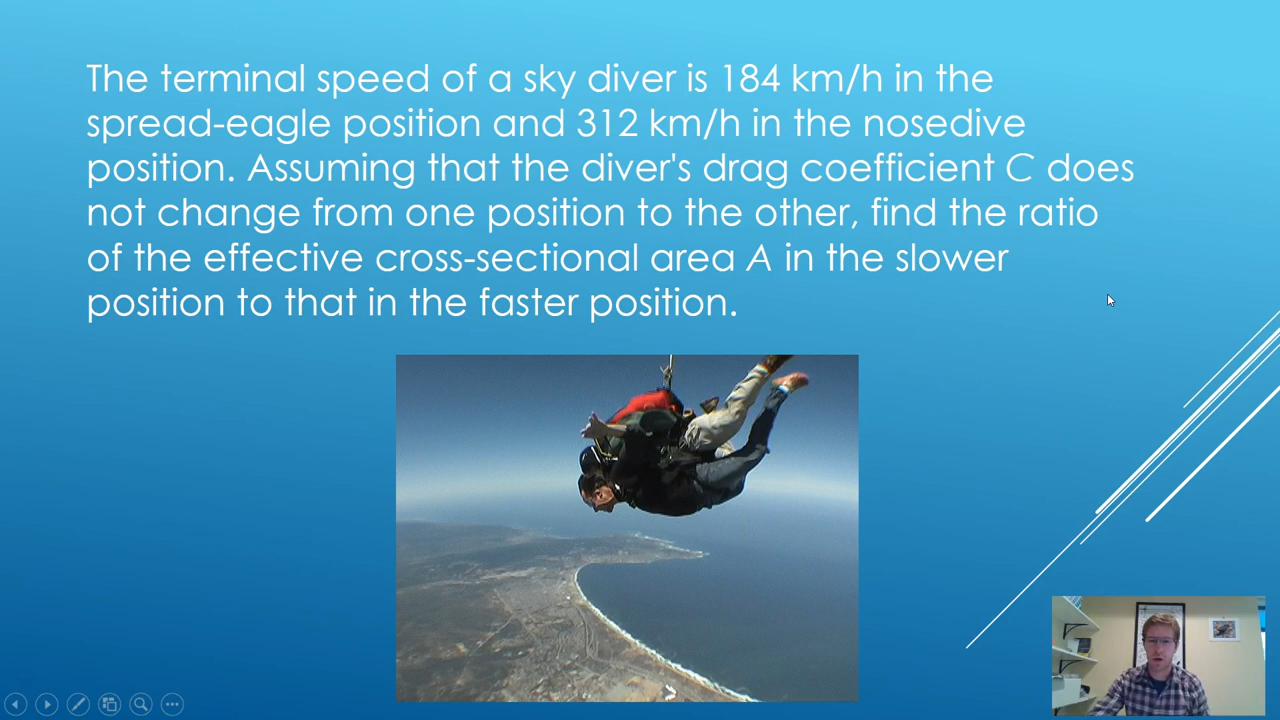 The terminal speed of a sky diver is 184 km/h in the
spread-eagle position and 312 km/h in the nosedive
position. Assuming that the diver's drag coefficient C does
not change from one position to the other, find the ratio
of the effective cross-sectional area A in the slower
position to that in the faster position.